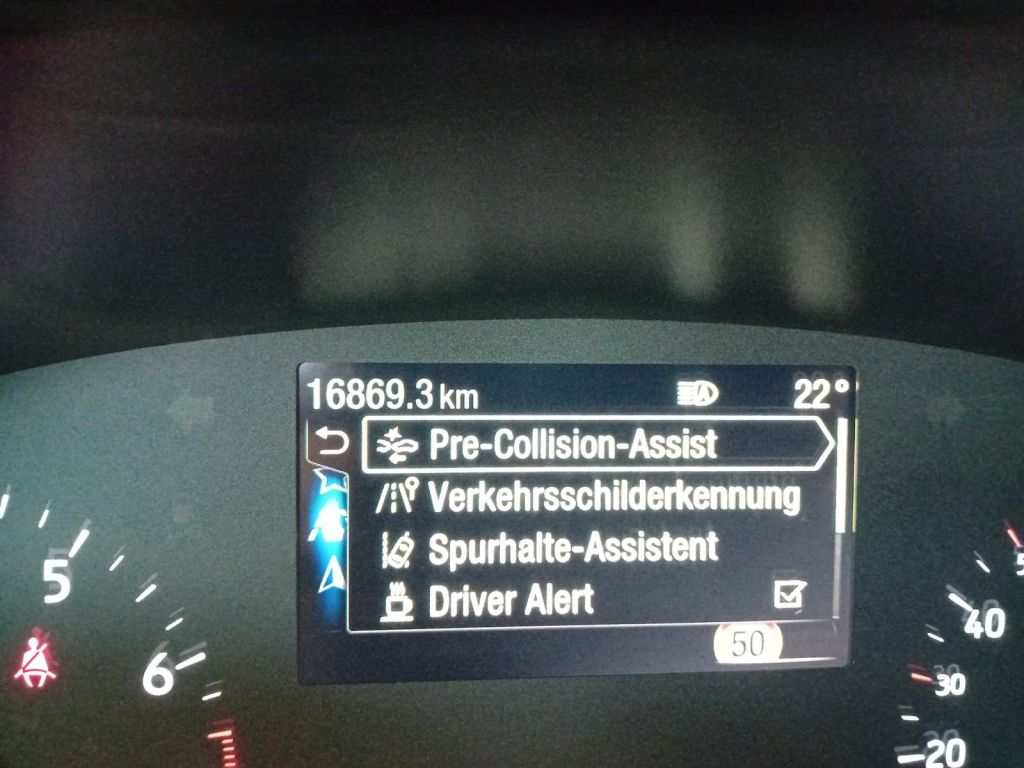 16869.3 km 22°
Pre-Collision-Assist
Verkehrsschilderkennung
Spurhalte-Assistent
Driver Alert
50
5
6
40
30
20